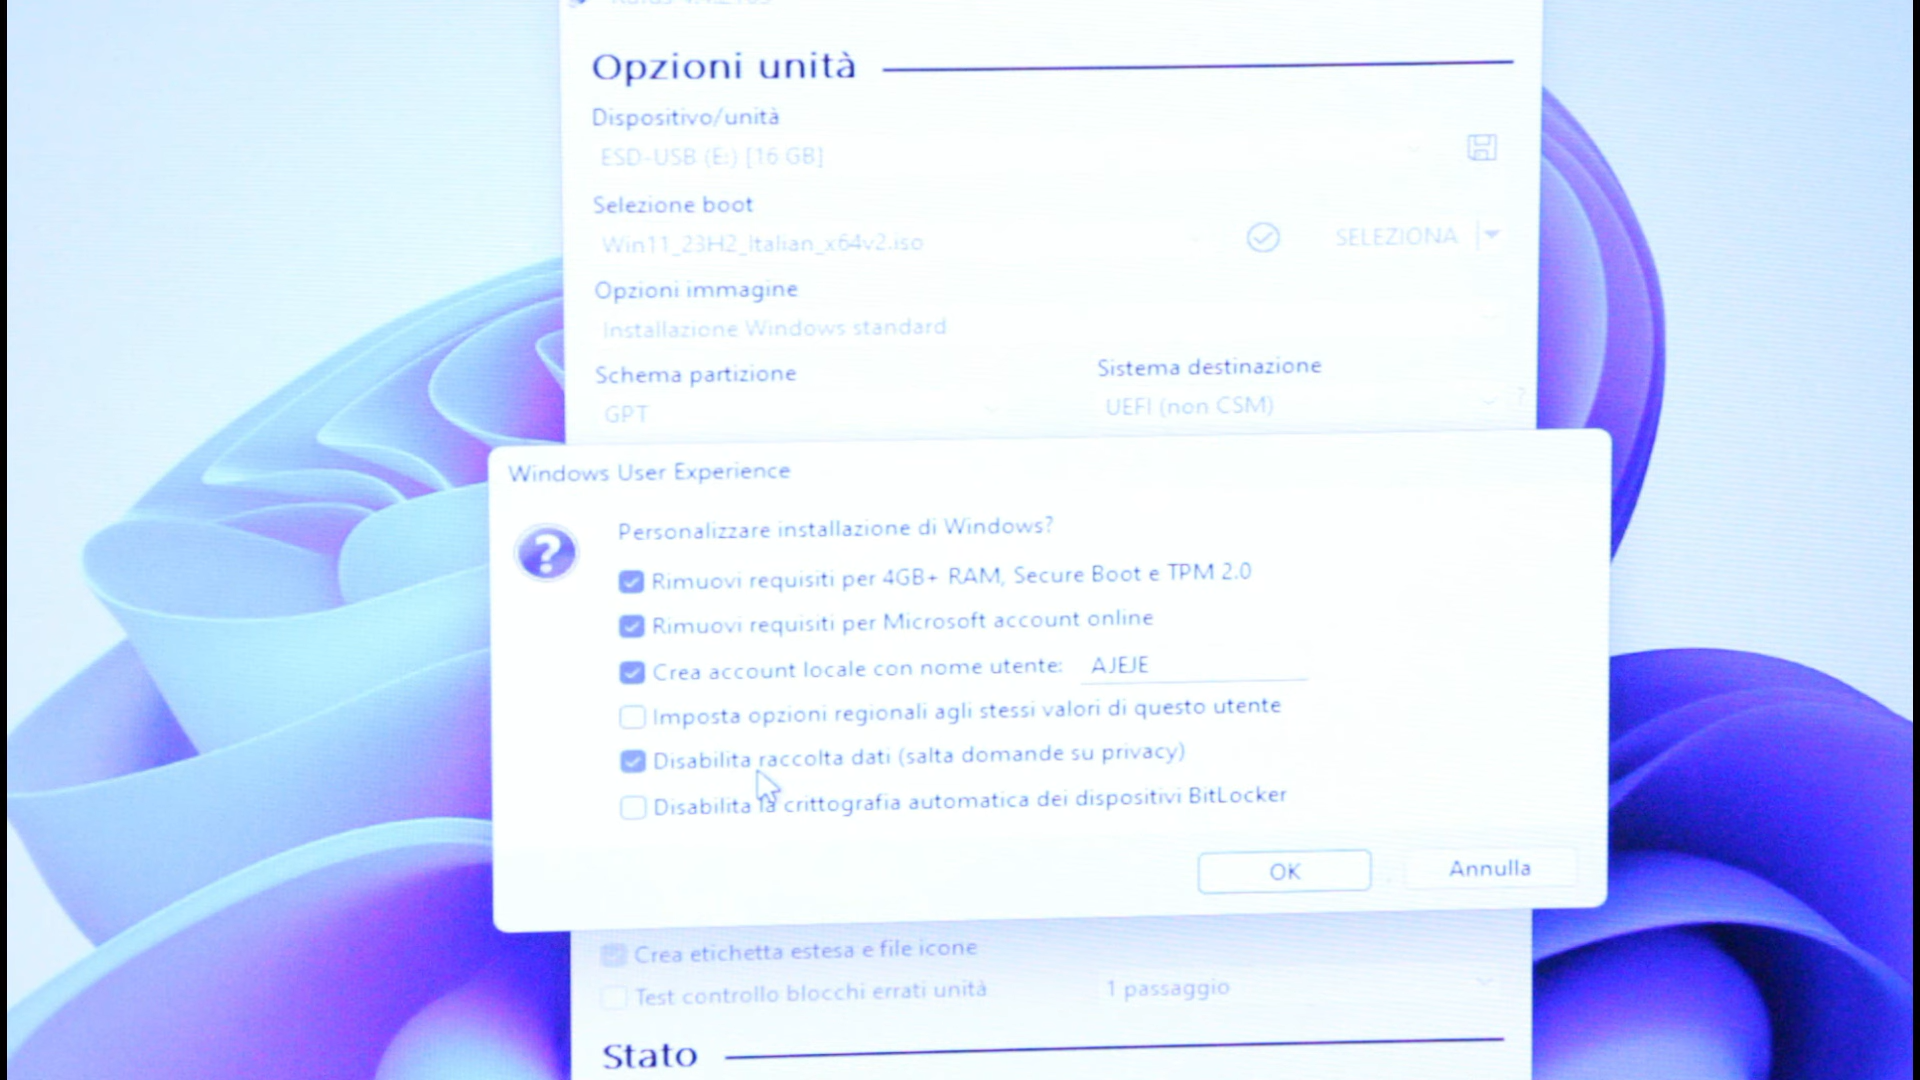 Opzioni unità
Dispositivo/unità
ESD-USB (E:) [16 GB]
Selezione boot
Win11_23H2_Italian_x64v2.iso
SELEZIONA
Opzioni immagine
Installazione Windows standard
Schema partizione
Sistema destinazione
GPT
UEFI (non CSM)
?
Windows User Experience
?
Personalizzare installazione di Windows?
Rimuovi requisiti per 4GB+ RAM, Secure Boot e TPM 2.0
Rimuovi requisiti per Microsoft account online
Crea account locale con nome utente: AJEJE
Imposta opzioni regionali agli stessi valori di questo utente
Disabilita raccolta dati (salta domande su privacy)
Disabilita la crittografia automatica dei dispositivi BitLocker
OK
Annulla
Crea etichetta estesa e file icone
Test controllo blocchi errati unità
1 passaggio
Stato